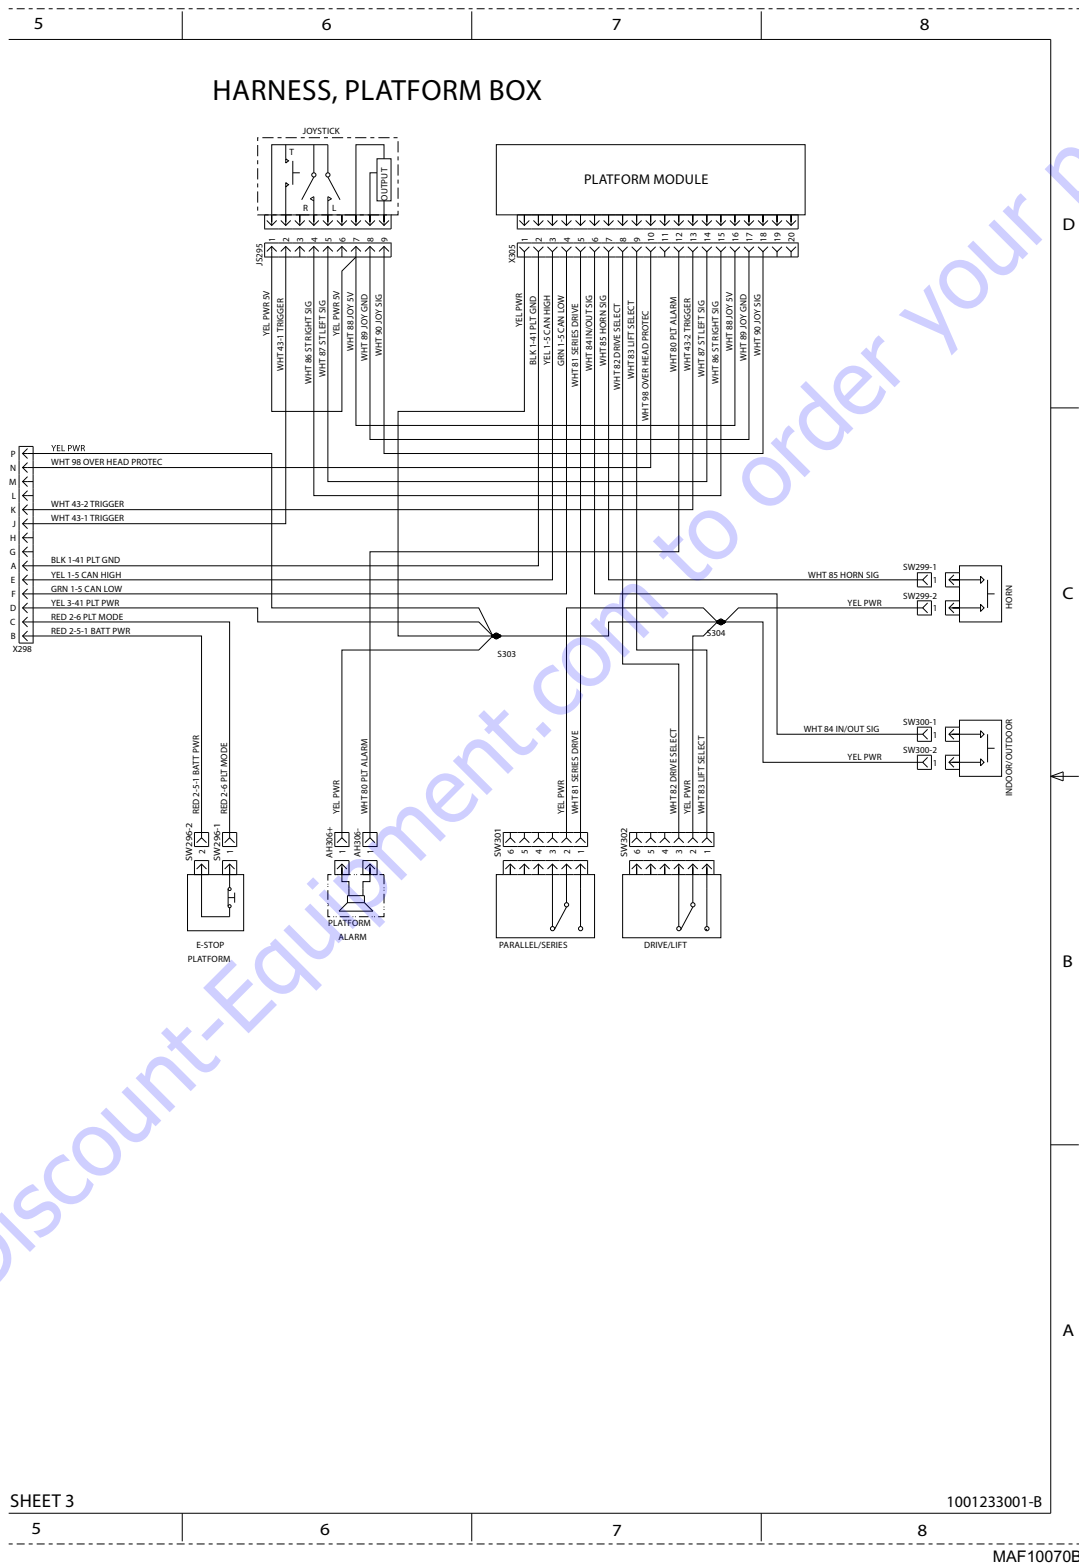 5 6 7 8
HARNESS, PLATFORM BOX
JOYSTICK
T
R L
OUTPUT
PLATFORM MODULE
D
JS295
1 2 3 4 5 6 7 8 9
X305
1 2 3 4 5 6 7 8 9 10 11 12 13 14 15 16 17 18 19 20
YEL PWR 5V
WHT 43-1 TRIGGER
WHT 86 ST RIGHT SIG
WHT 87 ST LEFT SIG
YEL PWR 5V
WHT 88 JOY 5V
WHT 89 JOY GND
WHT 90 JOY SIG
YEL PWR
BLK 1-41 PLT GND
YEL 1-5 CAN HIGH
GRN 1-5 CAN LOW
WHT 81 SERIES DRIVE
WHT 84 IN/OUT SIG
WHT 85 HORN SIG
WHT 82 DRIVE SELECT
WHT 83 LIFT SELECT
WHT 98 OVER HEAD PROTEC
WHT 80 PLT ALARM
WHT 43-2 TRIGGER
WHT 87 ST LEFT SIG
WHT 86 ST RIGHT SIG
WHT 88 JOY 5V
WHT 89 JOY GND
WHT 90 JOY SIG
P YEL PWR
N WHT 98 OVER HEAD PROTEC
M
L
K WHT 43-2 TRIGGER
J WHT 43-1 TRIGGER
H
G
A BLK 1-41 PLT GND
E YEL 1-5 CAN HIGH
F GRN 1-5 CAN LOW
D YEL 3-41 PLT PWR
C RED 2-6 PLT MODE
B RED 2-5-1 BATT PWR
X298
S303
S304
WHT 85 HORN SIG SW299-1 1
YEL PWR SW299-2 1
HORN
C
WHT 84 IN/OUT SIG SW300-1 1
YEL PWR SW300-2 1
INDOOR/OUTDOOR
RED 2-5-1 BATT PWR
RED 2-6 PLT MODE
YEL PWR
WHT 80 PLT ALARM
YEL PWR
WHT 81 SERIES DRIVE
WHT 82 DRIVE SELECT
YEL PWR
WHT 83 LIFT SELECT
SW296-2 2
SW296-1 1
AH306+ 1
AH306- 1
SW301 6 5 4 3 2 1
SW302 6 5 4 3 2 1
E-STOP
PLATFORM
PLATFORM
ALARM
PARALLEL/SERIES
DRIVE/LIFT
B
A
Discount-Equipment.com to order your p
SHEET 3
1001233001-B
5 6 7 8
MAF10070B